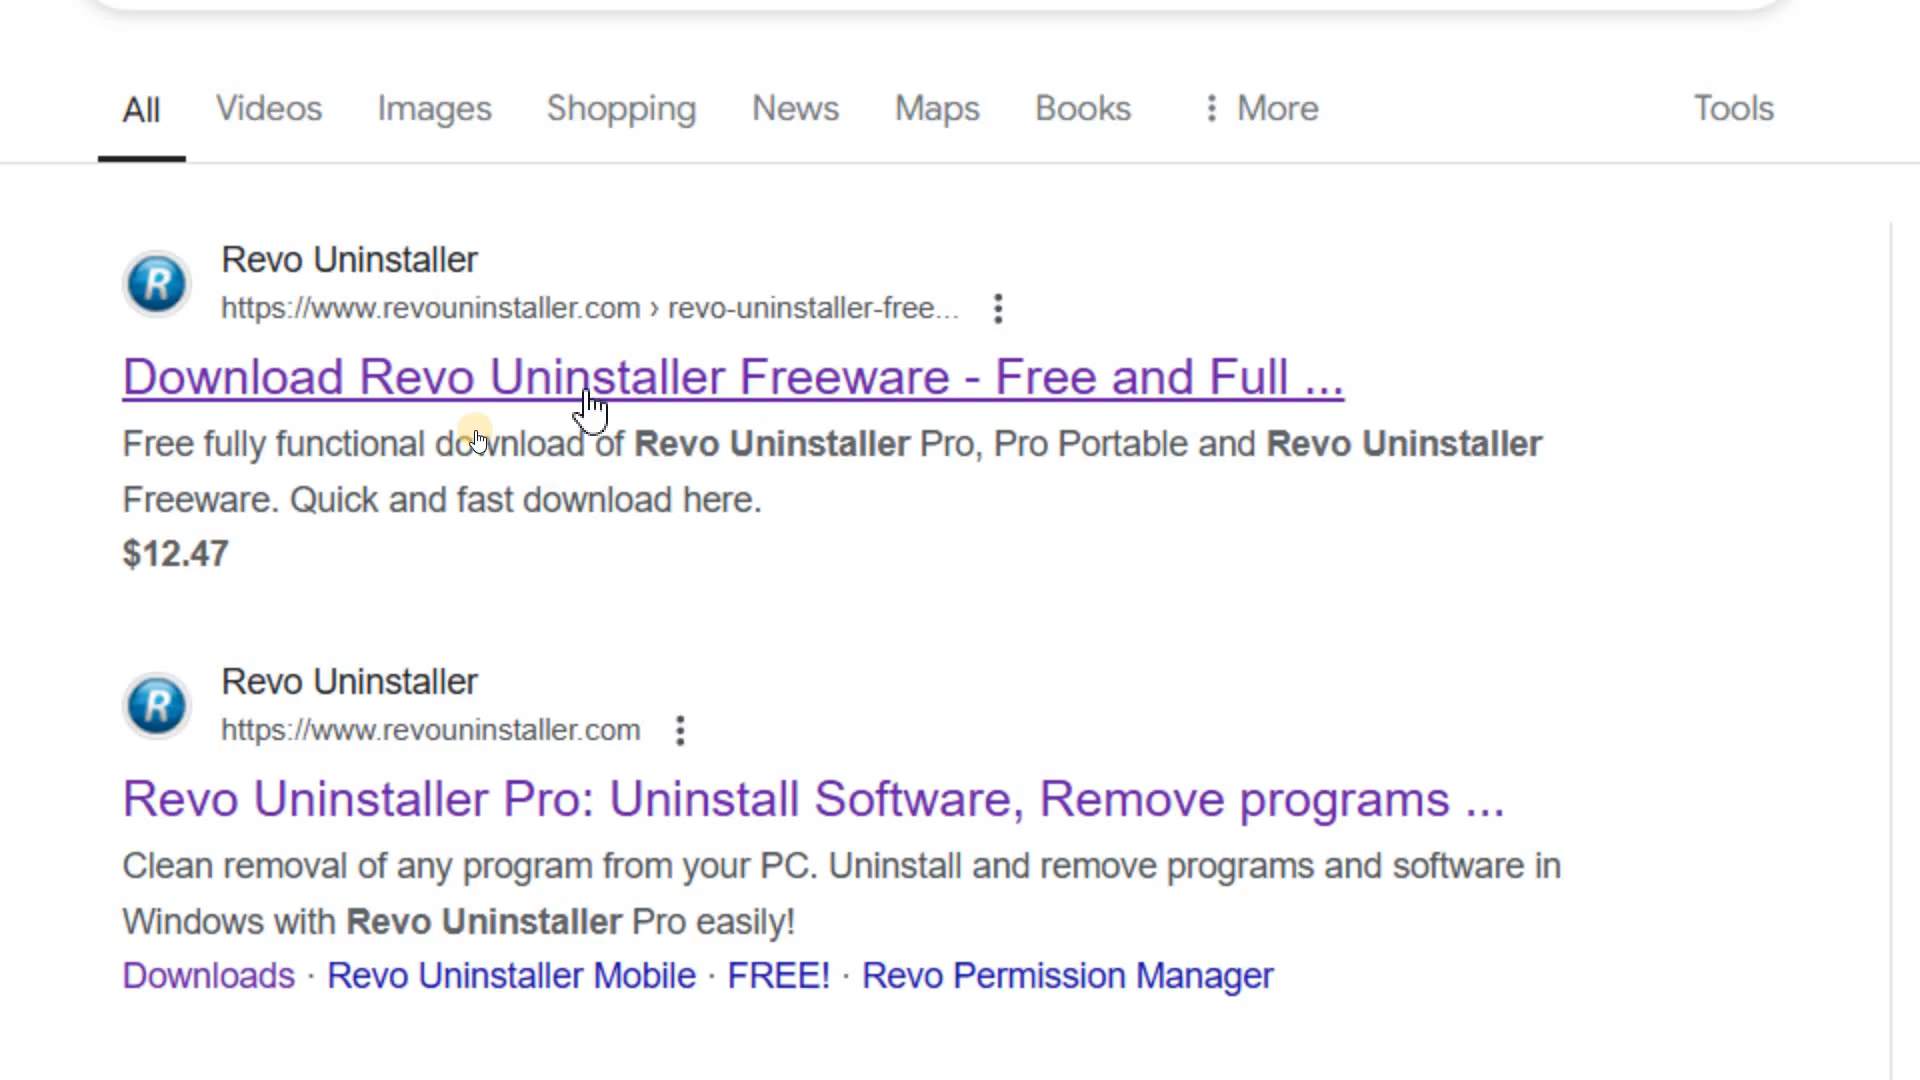 All Videos Images Shopping News Maps Books More Tools
R
Revo Uninstaller
https://www.revouninstaller.com › revo-uninstaller-free...
Download Revo Uninstaller Freeware - Free and Full ...
Free fully functional download of Revo Uninstaller Pro, Pro Portable and Revo Uninstaller
Freeware. Quick and fast download here.
$12.47
R
Revo Uninstaller
https://www.revouninstaller.com
Revo Uninstaller Pro: Uninstall Software, Remove programs ...
Clean removal of any program from your PC. Uninstall and remove programs and software in
Windows with Revo Uninstaller Pro easily!
Downloads · Revo Uninstaller Mobile · FREE! · Revo Permission Manager